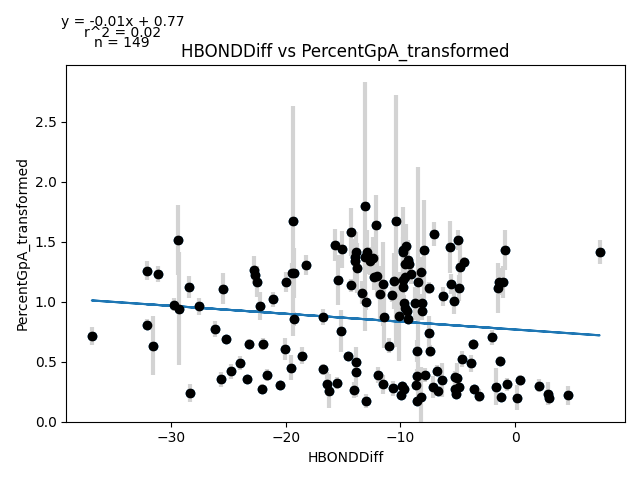 y = -0.01x + 0.77
r^2 = 0.02
n = 149
HBONDDiff vs PercentGpA_transformed
PercentGpA_transformed
2.5
2.0
1.5
1.0
0.5
0.0
−30
−20
−10
0
HBONDDiff